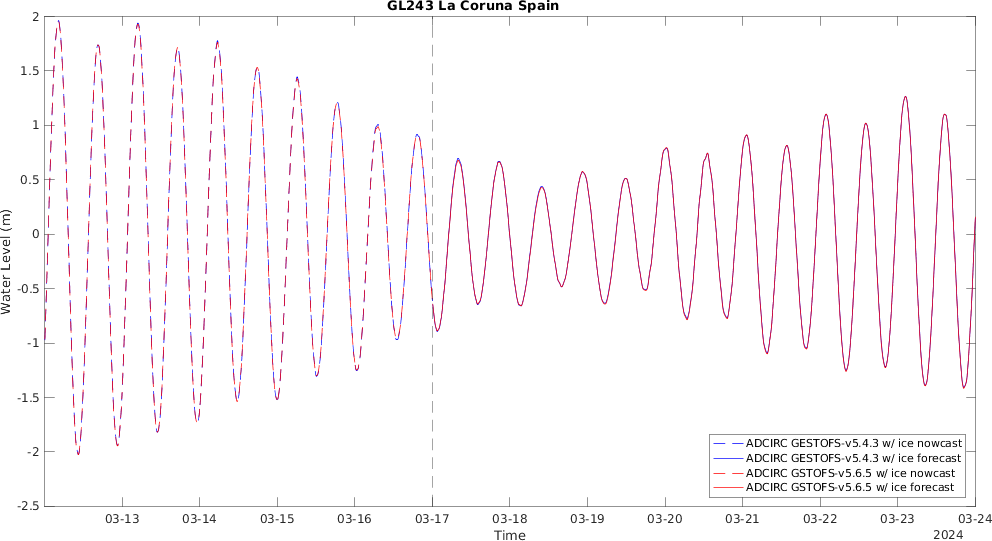 GL243 La Coruna Spain
2
1.5
1
0.5
0
-0.5
-1
-1.5
-2
-2.5
Water Level (m)
ADCIRC GESTOFS-v5.4.3 w/ ice nowcast
ADCIRC GESTOFS-v5.4.3 w/ ice forecast
ADCIRC GSTOFS-v5.6.5 w/ ice nowcast
ADCIRC GSTOFS-v5.6.5 w/ ice forecast
03-13 03-14 03-15 03-16 03-17 03-18 03-19 03-20 03-21 03-22 03-23 03-24
Time
2024